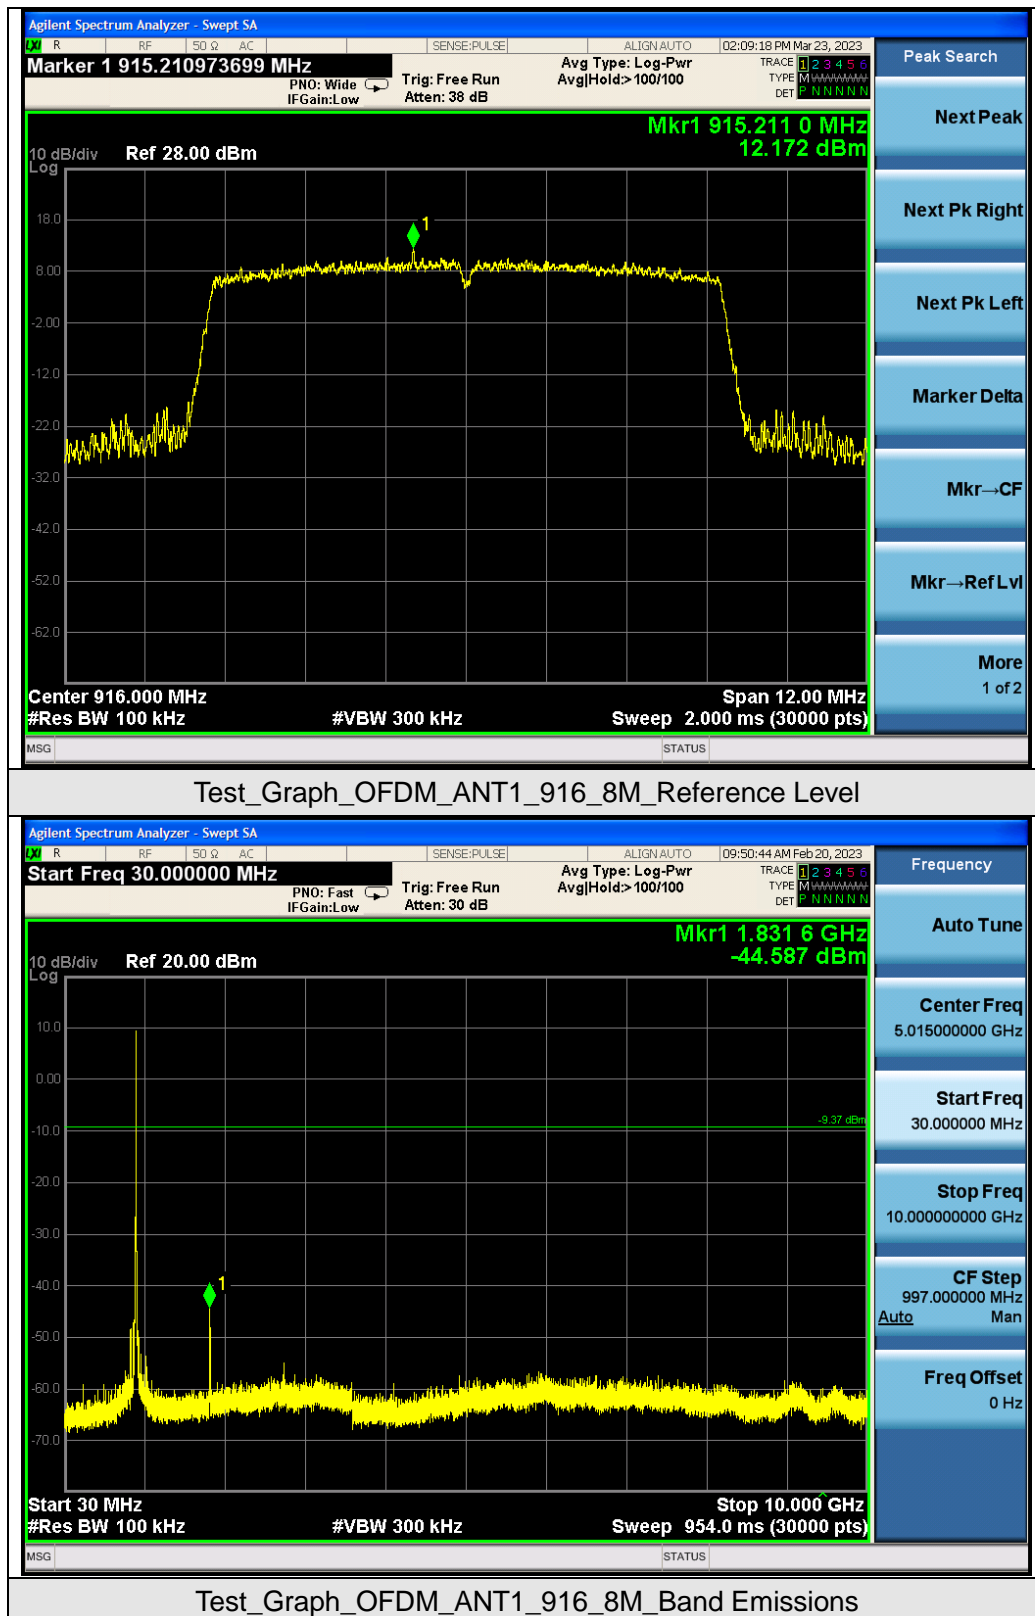 Agilent Spectrum Analyzer - Swept SA
LXI R RF 50 Ω AC SENSE:PULSE ALIGN AUTO 02:09:18 PM Mar 23, 2023
Marker 1 915.210973699 MHz
PNO: Wide
IFGain:Low
Trig: Free Run
Atten: 38 dB
Avg Type: Log-Pwr
Avg|Hold:>100/100
TRACE 1 2 3 4 5 6
TYPE MWWWWW
DET P N N N N N
Peak Search
Mkr1 915.211 0 MHz
12.172 dBm
10 dB/div
Log
Ref 28.00 dBm
18.0
8.00
-2.00
-12.0
-22.0
-32.0
-42.0
-52.0
-62.0
1
Center 916.000 MHz
Span 12.00 MHz
#Res BW 100 kHz
#VBW 300 kHz
Sweep 2.000 ms (30000 pts)
MSG
STATUS
Next Peak
Next Pk Right
Next Pk Left
Marker Delta
Mkr→CF
Mkr→Ref Lvl
More
1 of 2
Test_Graph_OFDM_ANT1_916_8M_Reference Level
Agilent Spectrum Analyzer - Swept SA
LXI R RF 50 Ω AC SENSE:PULSE ALIGN AUTO 09:50:44 AM Feb 20, 2023
Start Freq 30.000000 MHz
PNO: Fast
IFGain:Low
Trig: Free Run
Atten: 30 dB
Avg Type: Log-Pwr
Avg|Hold:>100/100
TRACE 1 2 3 4 5 6
TYPE MWWWWW
DET P N N N N N
Frequency
Mkr1 1.831 6 GHz
-44.587 dBm
10 dB/div
Log
Ref 20.00 dBm
10.0
0.00
-10.0
-20.0
-30.0
-40.0
-50.0
-60.0
-70.0
-9.37 dBm
1
Start 30 MHz
Stop 10.000 GHz
#Res BW 100 kHz
#VBW 300 kHz
Sweep 954.0 ms (30000 pts)
MSG
STATUS
Auto Tune
Center Freq
5.015000000 GHz
Start Freq
30.000000 MHz
Stop Freq
10.000000000 GHz
CF Step
997.000000 MHz
Auto Man
Freq Offset
0 Hz
Test_Graph_OFDM_ANT1_916_8M_Band Emissions